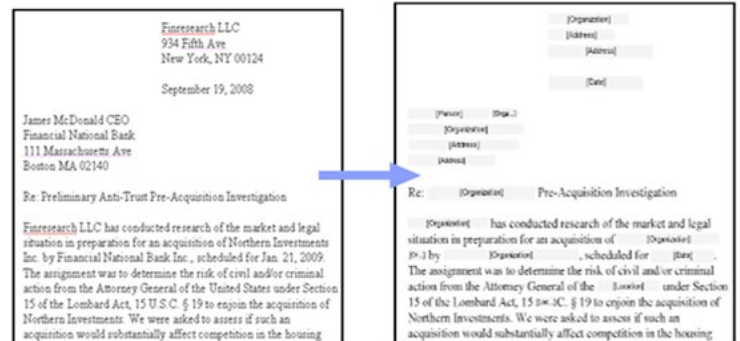 Finresearch LLC
934 Fifth Ave
New York, NY 00124
September 19, 2008
James McDonald CEO
Financial National Bank
111 Massachusetts Ave
Boston MA 02140
Re: Preliminary Anti-Trust Pre-Acquisition Investigation
Finresearch LLC has conducted research of the market and legal
situation in preparation for an acquisition of Northern Investments
Inc. by Financial National Bank Inc., scheduled for Jan. 21, 2009.
The assignment was to determine the risk of civil and/or criminal
action from the Attorney General of the United States under Section
15 of the Lombard Act, 15 U.S.C. § 19 to enjoin the acquisition of
Northern Investments. We were asked to assess if such an
acquisition would substantially affect competition in the housing
[Organization]
[Address]
[Address]
[Date]
[Person] [Orga...]
[Organization]
[Address]
[Address]
Re: [Organization] Pre-Acquisition Investigation
[Organization] has conducted research of the market and legal
situation in preparation for an acquisition of [Organization]
[O...] by [Organization] , scheduled for [Date] .
The assignment was to determine the risk of civil and/or criminal
action from the Attorney General of the [Location] under Section
15 of the Lombard Act, 15 § 19 to enjoin the acquisition of
Northern Investments. We were asked to assess if such an
acquisition would substantially affect competition in the housing